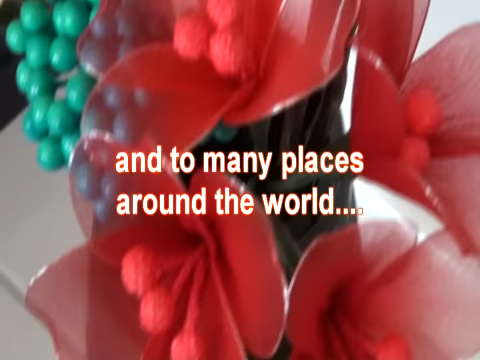 and to many places
around the world....